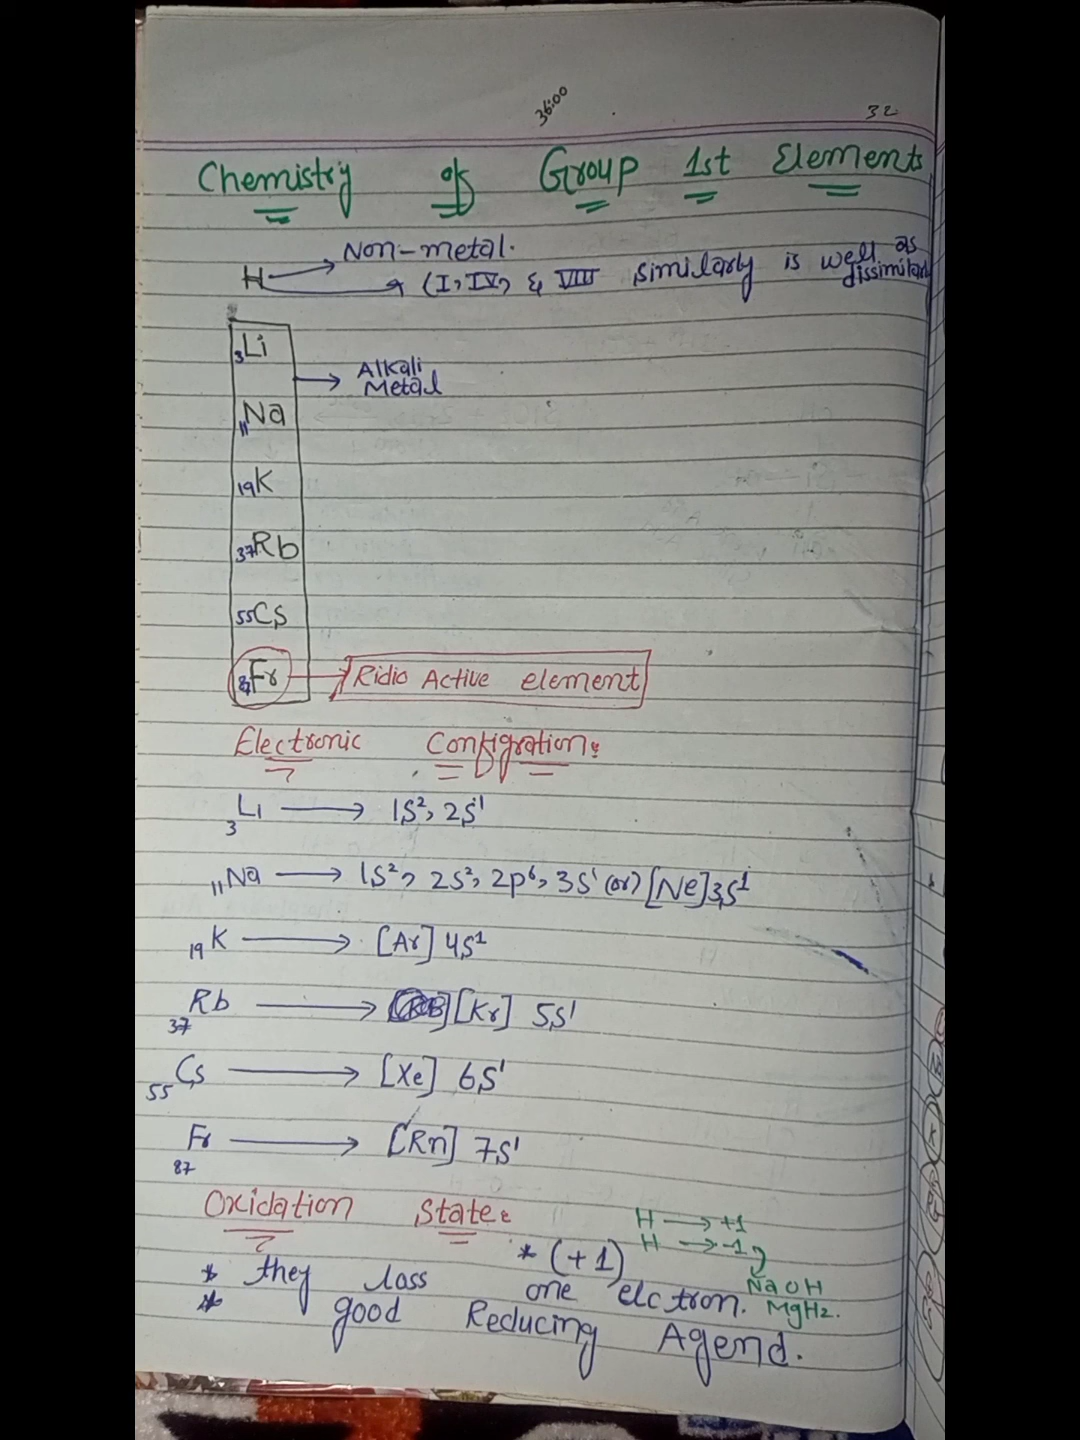 36:00
32
Chemistry of Group 1st Elements
H → Non-metal.
→ (I, IV, & VIII similarly is well as dissimilar
3Li
→ Alkali Metal
11Na
19K
37Rb
55Cs
87Fr → Ridio Active element
Electronic Configration:
3Li → 1S², 2S¹
11Na → 1S², 2S², 2P⁶, 3S¹ (or) [Ne]3S¹
19K → [Ar] 4S¹
37Rb → [Kr] 5S¹
55Cs → [Xe] 6S¹
87Fr → [Rn] 7S¹
Oxidation State:
H → +1
H → -1
NaOH
MgH2.
* (+1)
* they loss one elctron.
* good Reducing Agend.